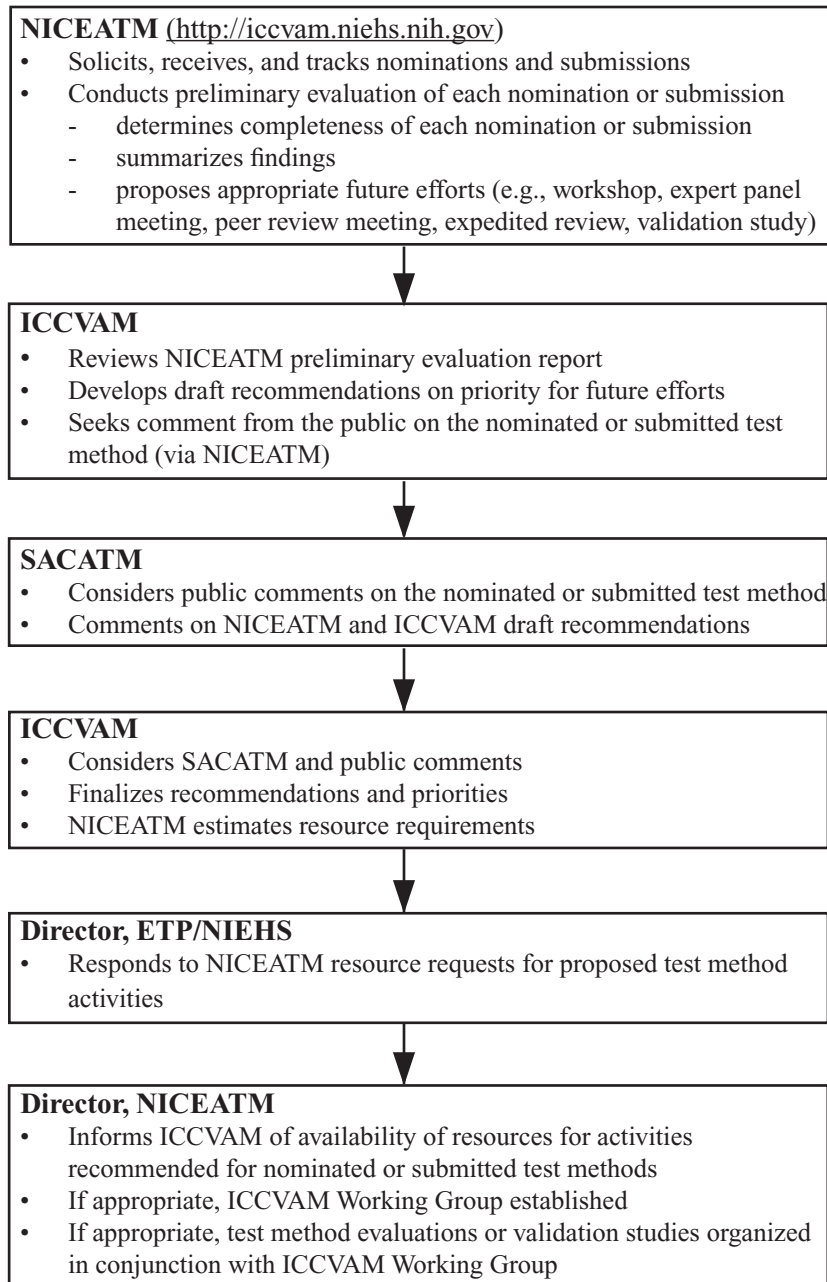 NICEATM (http://iccvam.niehs.nih.gov)
• Solicits, receives, and tracks nominations and submissions
• Conducts preliminary evaluation of each nomination or submission
- determines completeness of each nomination or submission
- summarizes findings
- proposes appropriate future efforts (e.g., workshop, expert panel
meeting, peer review meeting, expedited review, validation study)
ICCVAM
• Reviews NICEATM preliminary evaluation report
• Develops draft recommendations on priority for future efforts
• Seeks comment from the public on the nominated or submitted test
method (via NICEATM)
SACATM
• Considers public comments on the nominated or submitted test method
• Comments on NICEATM and ICCVAM draft recommendations
ICCVAM
• Considers SACATM and public comments
• Finalizes recommendations and priorities
• NICEATM estimates resource requirements
Director, ETP/NIEHS
• Responds to NICEATM resource requests for proposed test method
activities
Director, NICEATM
• Informs ICCVAM of availability of resources for activities
recommended for nominated or submitted test methods
• If appropriate, ICCVAM Working Group established
• If appropriate, test method evaluations or validation studies organized
in conjunction with ICCVAM Working Group